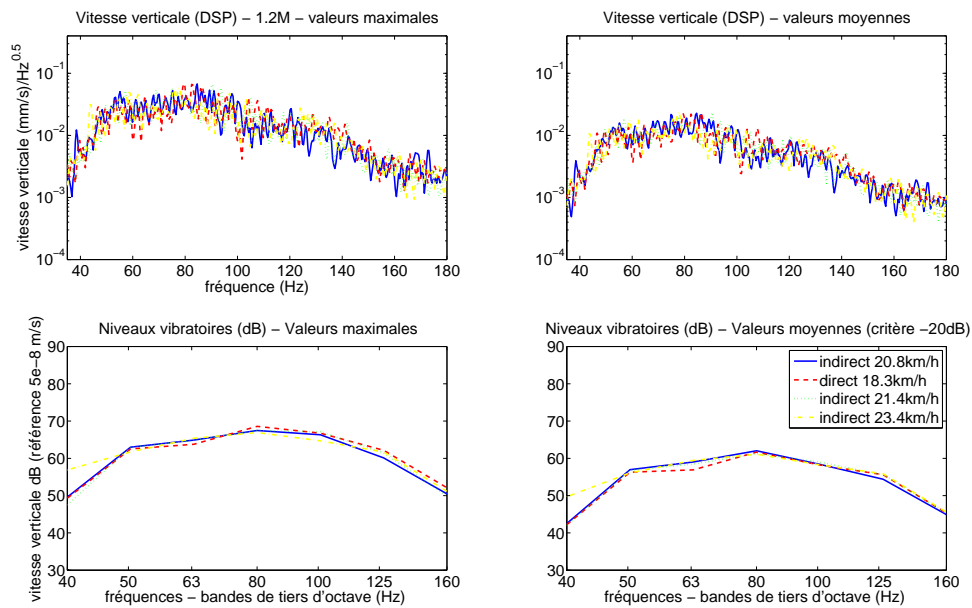 Vitesse verticale (DSP) − 1.2M − valeurs maximales
vitesse verticale (mm/s)/Hz^0.5
10^−1
10^−2
10^−3
10^−4
40 60 80 100 120 140 160 180
fréquence (Hz)
Vitesse verticale (DSP) − valeurs moyennes
10^−1
10^−2
10^−3
10^−4
40 60 80 100 120 140 160 180
Niveaux vibratoires (dB) − Valeurs maximales
vitesse verticale dB (référence 5e−8 m/s)
90
80
70
60
50
40
30
40 50 63 80 100 125 160
fréquences − bandes de tiers d'octave (Hz)
Niveaux vibratoires (dB) − Valeurs moyennes (critère −20dB)
indirect 20.8km/h
direct 18.3km/h
indirect 21.4km/h
indirect 23.4km/h
90
80
70
60
50
40
30
40 50 63 80 100 125 160
fréquences − bandes de tiers d'octave (Hz)